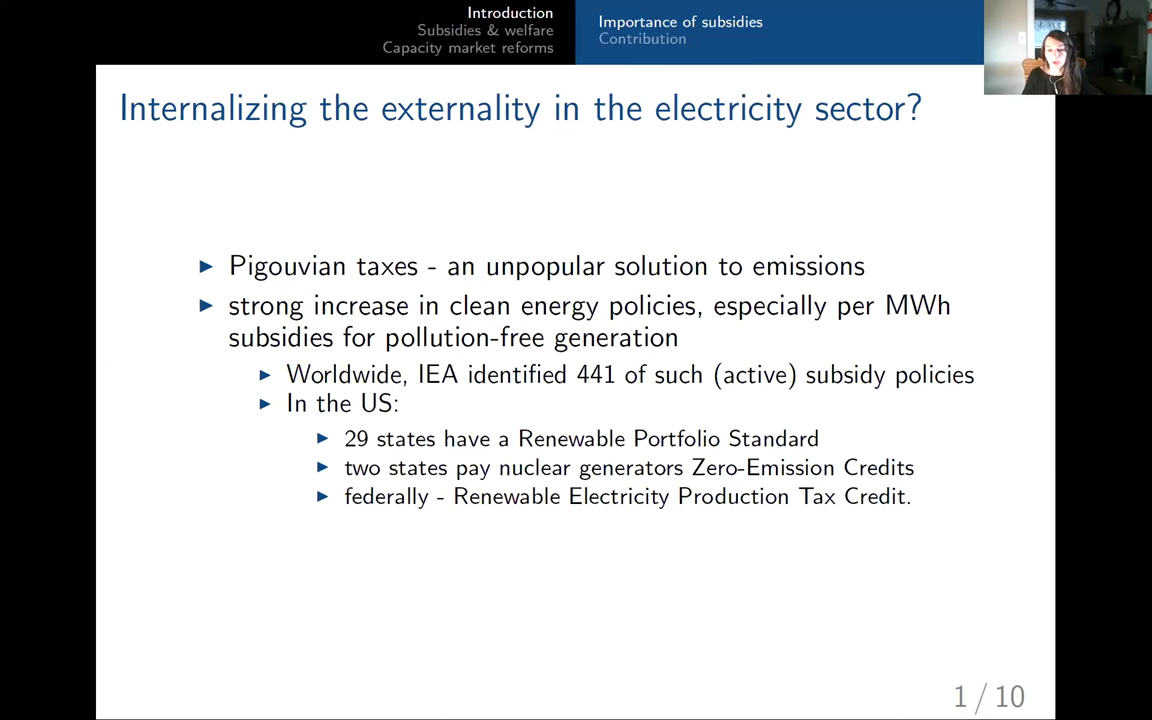 Introduction
Subsidies & welfare
Capacity market reforms
Importance of subsidies
Contribution
Internalizing the externality in the electricity sector?
Pigouvian taxes - an unpopular solution to emissions
strong increase in clean energy policies, especially per MWh
subsidies for pollution-free generation
Worldwide, IEA identified 441 of such (active) subsidy policies
In the US:
29 states have a Renewable Portfolio Standard
two states pay nuclear generators Zero-Emission Credits
federally - Renewable Electricity Production Tax Credit.
1 / 10